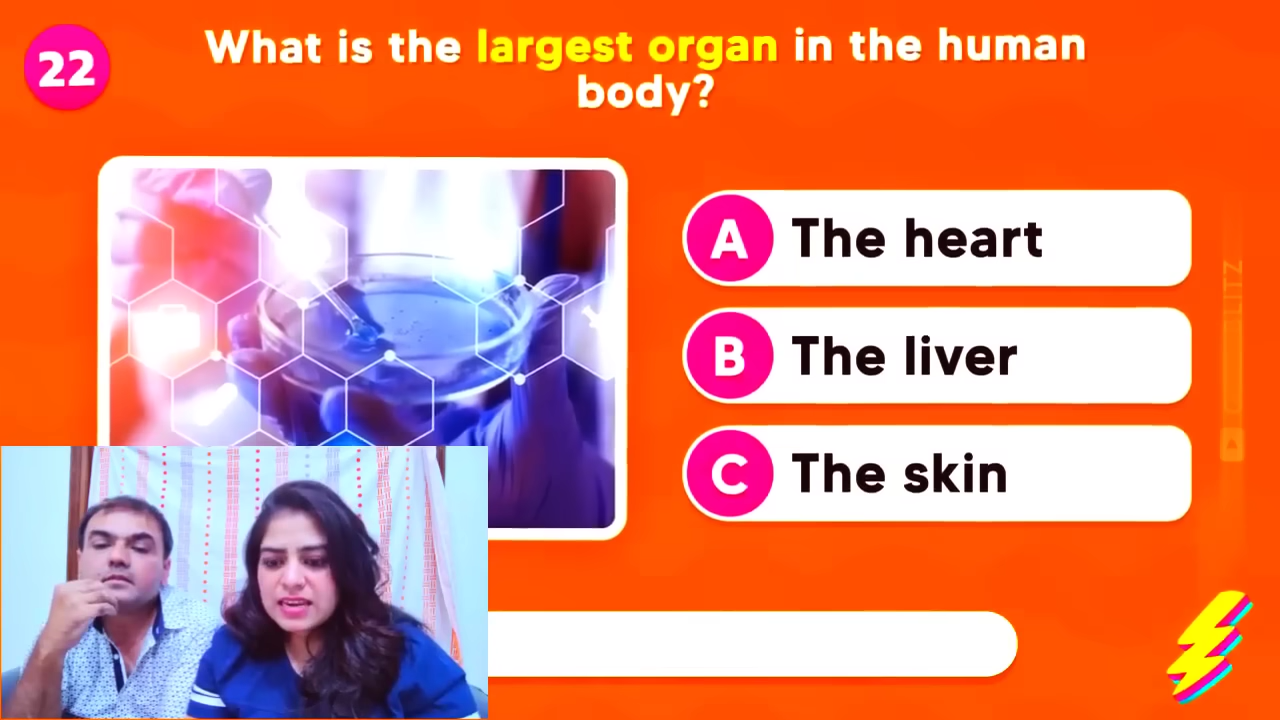 22
What is the largest organ in the human
body?
A The heart
B The liver
C The skin